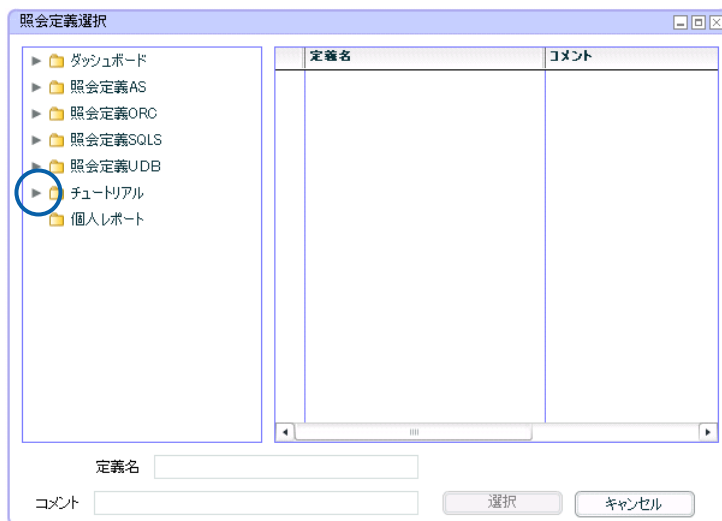 照会定義選択
ダッシュボード
照会定義AS
照会定義ORC
照会定義SQLS
照会定義UDB
チュートリアル
個人レポート
定義名 コメント
定義名
コメント 選択 キャンセル